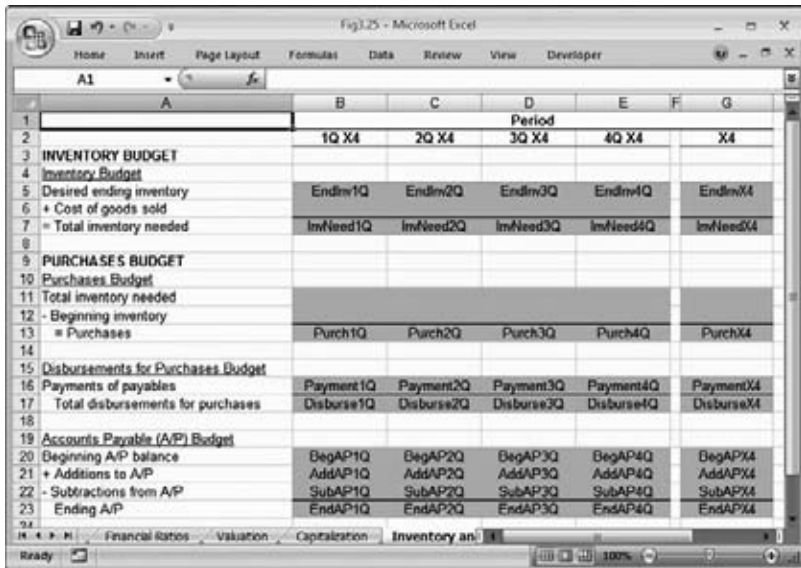 Fig3.25 - Microsoft Excel
Home Insert Page Layout Formulas Data Review View Developer
A1 fx
A B C D E F G
1 Period
2 1Q X4 2Q X4 3Q X4 4Q X4 X4
3 INVENTORY BUDGET
4 Inventory Budget
5 Desired ending inventory EndInv1Q EndInv2Q EndInv3Q EndInv4Q EndInvX4
6 + Cost of goods sold
7 = Total inventory needed InvNeed1Q InvNeed2Q InvNeed3Q InvNeed4Q InvNeedX4
8
9 PURCHASES BUDGET
10 Purchases Budget
11 Total inventory needed
12 - Beginning inventory
13 = Purchases Purch1Q Purch2Q Purch3Q Purch4Q PurchX4
14
15 Disbursements for Purchases Budget
16 Payments of payables Payment1Q Payment2Q Payment3Q Payment4Q PaymentX4
17 Total disbursements for purchases Disburse1Q Disburse2Q Disburse3Q Disburse4Q DisburseX4
18
19 Accounts Payable (A/P) Budget
20 Beginning A/P balance BegAP1Q BegAP2Q BegAP3Q BegAP4Q BegAPX4
21 + Additions to A/P AddAP1Q AddAP2Q AddAP3Q AddAP4Q AddAPX4
22 - Subtractions from A/P SubAP1Q SubAP2Q SubAP3Q SubAP4Q SubAPX4
23 Ending A/P EndAP1Q EndAP2Q EndAP3Q EndAP4Q EndAPX4
24
Financial Ratios Valuation Capitalization Inventory an
Ready 100%